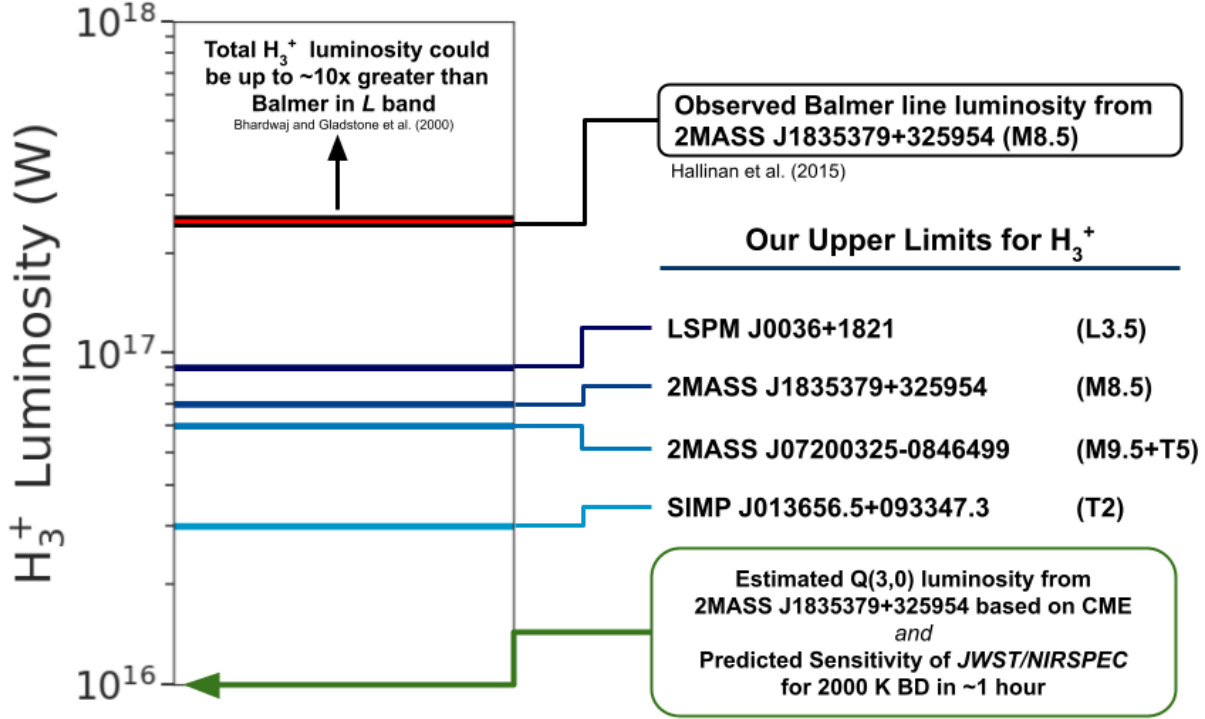 10^18
Total H3+ luminosity could
be up to ~10x greater than
Balmer in L band
Bhardwaj and Gladstone et al. (2000)
Observed Balmer line luminosity from
2MASS J1835379+325954 (M8.5)
Hallinan et al. (2015)
Our Upper Limits for H3+
H3+ Luminosity (W)
10^17
LSPM J0036+1821 (L3.5)
2MASS J1835379+325954 (M8.5)
2MASS J07200325-0846499 (M9.5+T5)
SIMP J013656.5+093347.3 (T2)
Estimated Q(3,0) luminosity from
2MASS J1835379+325954 based on CME
and
Predicted Sensitivity of JWST/NIRSPEC
for 2000 K BD in ~1 hour
10^16